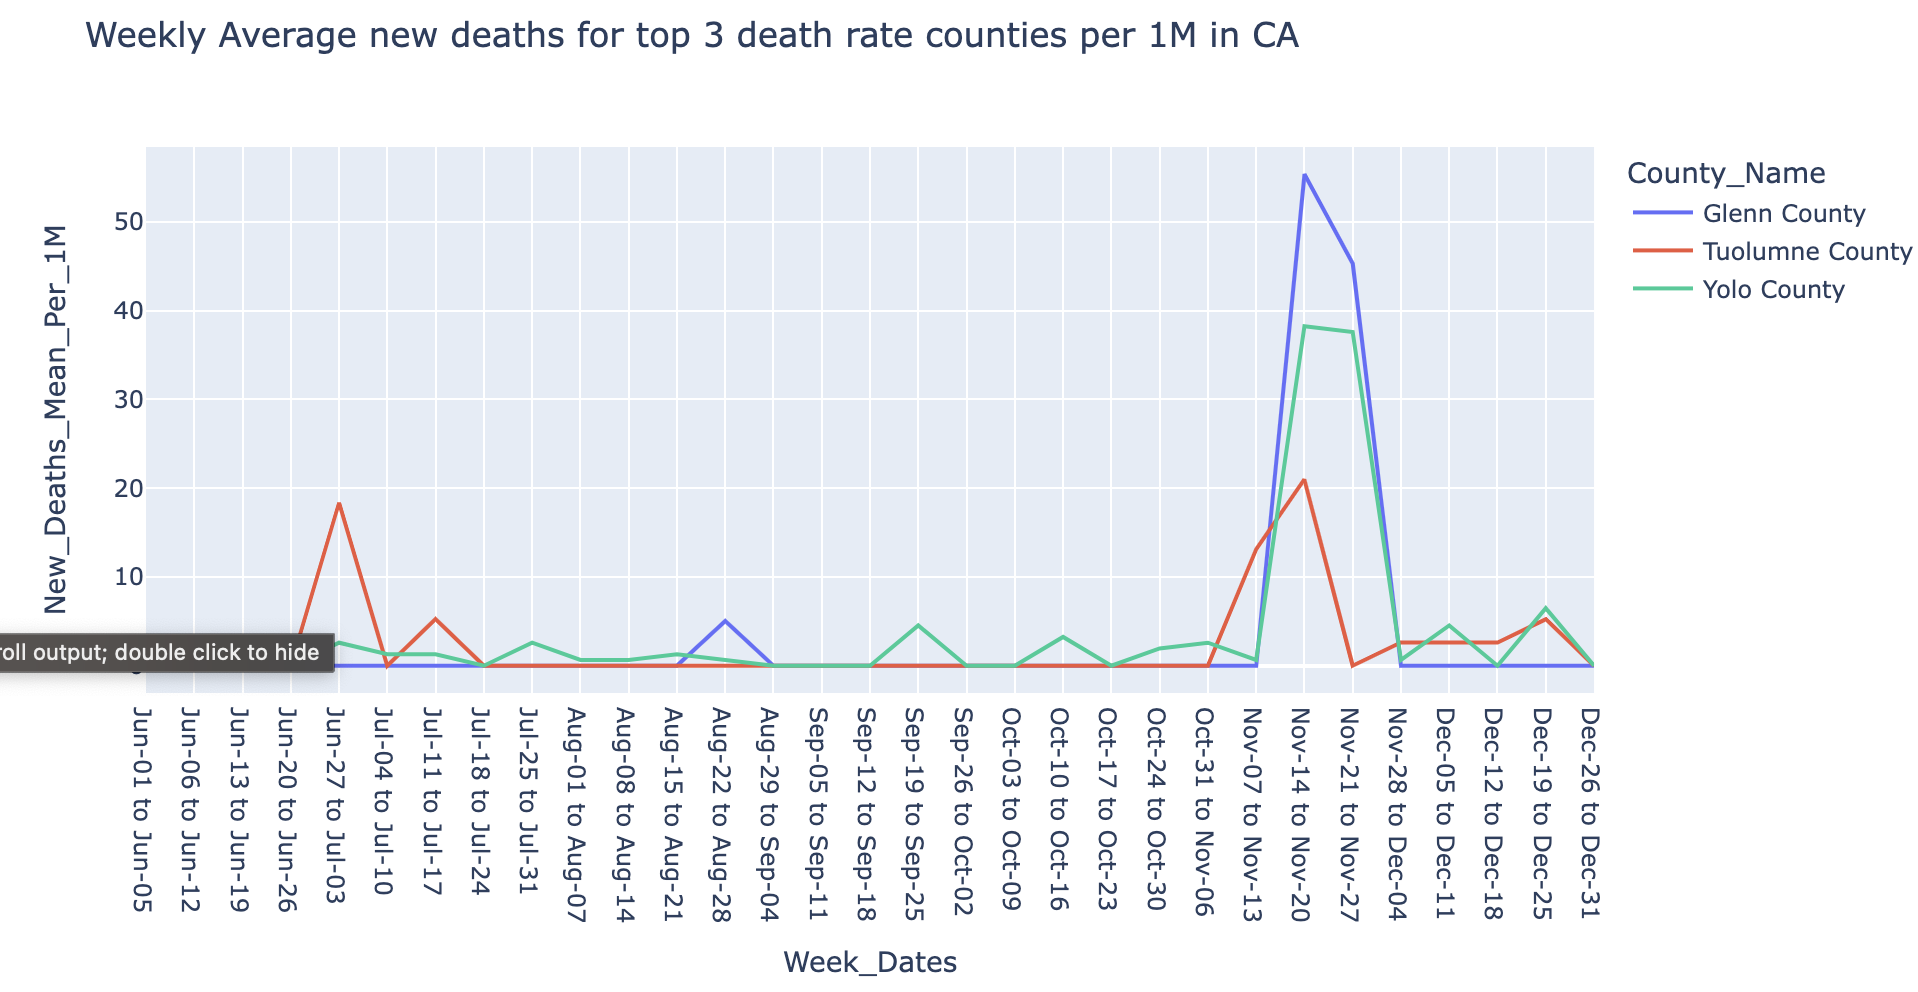 Weekly Average new deaths for top 3 death rate counties per 1M in CA
New_Deaths_Mean_Per_1M
50
40
30
20
10
roll output; double click to hide
County_Name
Glenn County
Tuolumne County
Yolo County
Jun-01 to Jun-05
Jun-06 to Jun-12
Jun-13 to Jun-19
Jun-20 to Jun-26
Jun-27 to Jul-03
Jul-04 to Jul-10
Jul-11 to Jul-17
Jul-18 to Jul-24
Jul-25 to Jul-31
Aug-01 to Aug-07
Aug-08 to Aug-14
Aug-15 to Aug-21
Aug-22 to Aug-28
Aug-29 to Sep-04
Sep-05 to Sep-11
Sep-12 to Sep-18
Sep-19 to Sep-25
Sep-26 to Oct-02
Oct-03 to Oct-09
Oct-10 to Oct-16
Oct-17 to Oct-23
Oct-24 to Oct-30
Oct-31 to Nov-06
Nov-07 to Nov-13
Nov-14 to Nov-20
Nov-21 to Nov-27
Nov-28 to Dec-04
Dec-05 to Dec-11
Dec-12 to Dec-18
Dec-19 to Dec-25
Dec-26 to Dec-31
Week_Dates